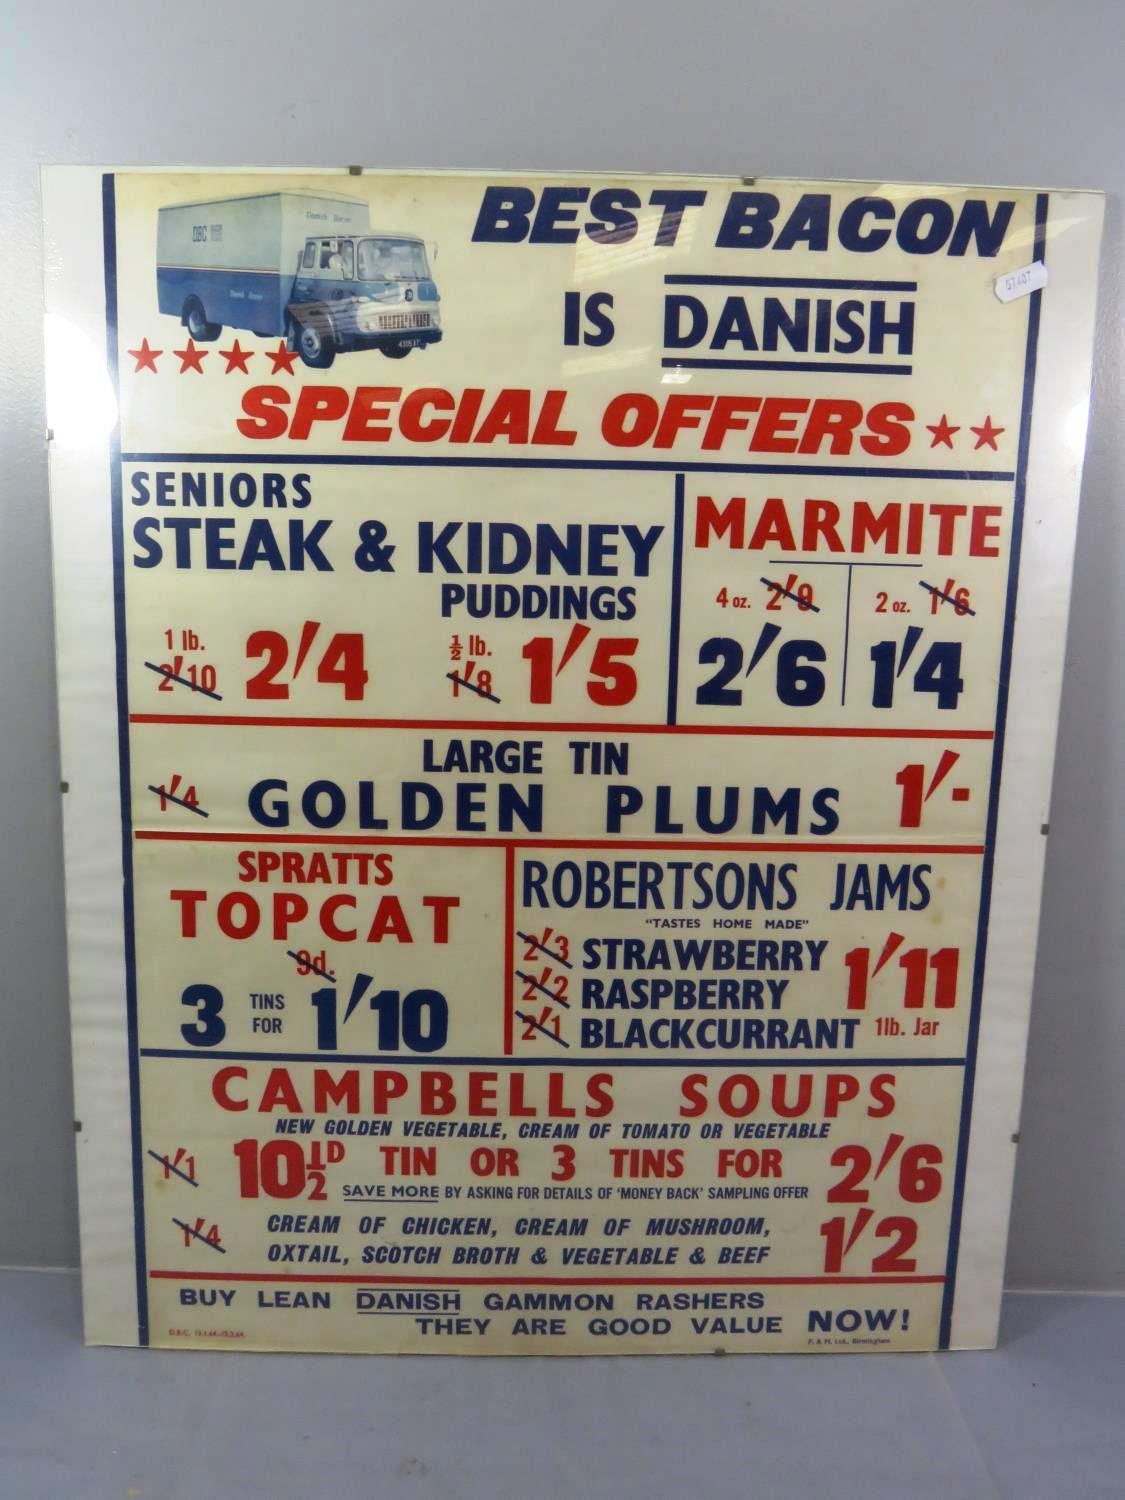 DBC
BEST BACON
IS DANISH
SPECIAL OFFERS
SENIORS
STEAK & KIDNEY
PUDDINGS
1 lb.
2'10 2'4
½ lb.
1'8 1'5
MARMITE
4 oz. 2'9
2'6
2 oz. 1'6
1'4
LARGE TIN
1'4 GOLDEN PLUMS 1'-
SPRATTS
TOPCAT
9d.
3 TINS FOR 1'10
ROBERTSONS JAMS
"TASTES HOME MADE"
2'3 STRAWBERRY
2'2 RASPBERRY
2'1 BLACKCURRANT
1'11
1lb. Jar
CAMPBELLS SOUPS
NEW GOLDEN VEGETABLE, CREAM OF TOMATO OR VEGETABLE
1'1 10½D TIN OR 3 TINS FOR 2'6
SAVE MORE BY ASKING FOR DETAILS OF 'MONEY BACK' SAMPLING OFFER
1'4 CREAM OF CHICKEN, CREAM OF MUSHROOM,
OXTAIL, SCOTCH BROTH & VEGETABLE & BEEF 1'2
BUY LEAN DANISH GAMMON RASHERS
THEY ARE GOOD VALUE NOW!
P. & M. Ltd., Birmingham